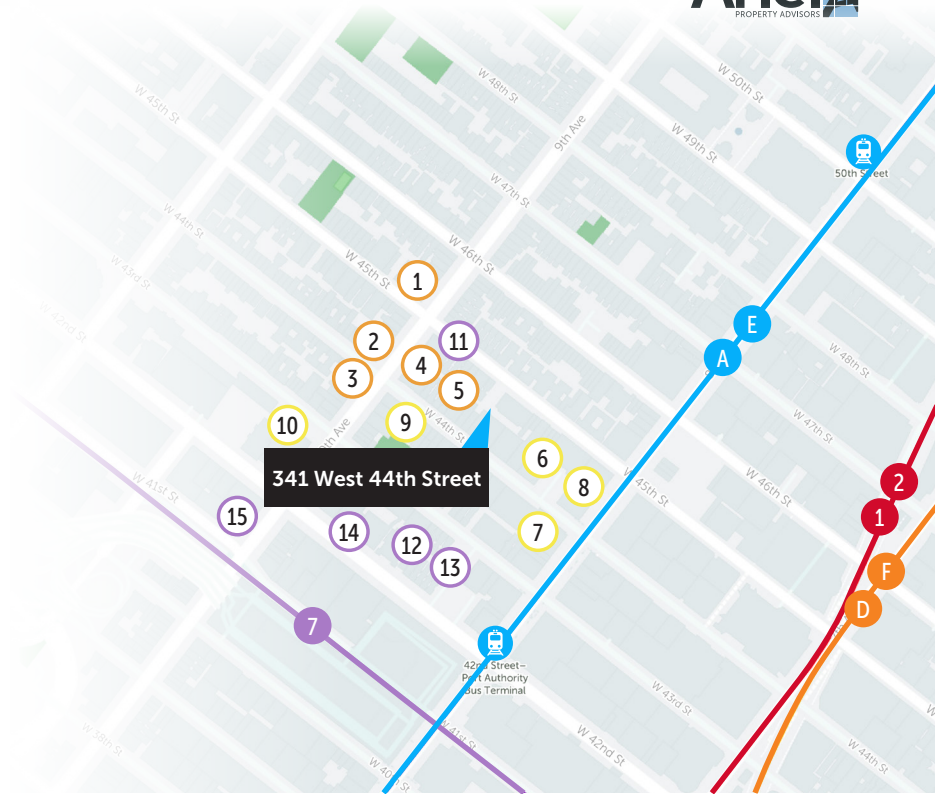 PROPERTY ADVISORS
W 48th St
W 50th St
W 45th St
9th Ave
W 49th St
50th Street
W 47th St
W 44th St
W 46th St
W 45th St
W 43rd St
1
E
W 42nd St
2
11
A
W 48th St
4
3
5
10
9
W 44th St
W 47th St
6
341 West 44th Street
8
W 45th St
W 46th St
2
W 41st St
15
14
7
1
12
13
F
D
7
42nd Street–
Port Authority
Bus Terminal
W 43rd St
W 41st St
W 42nd St
W 44th St
W 38th St
W 40th